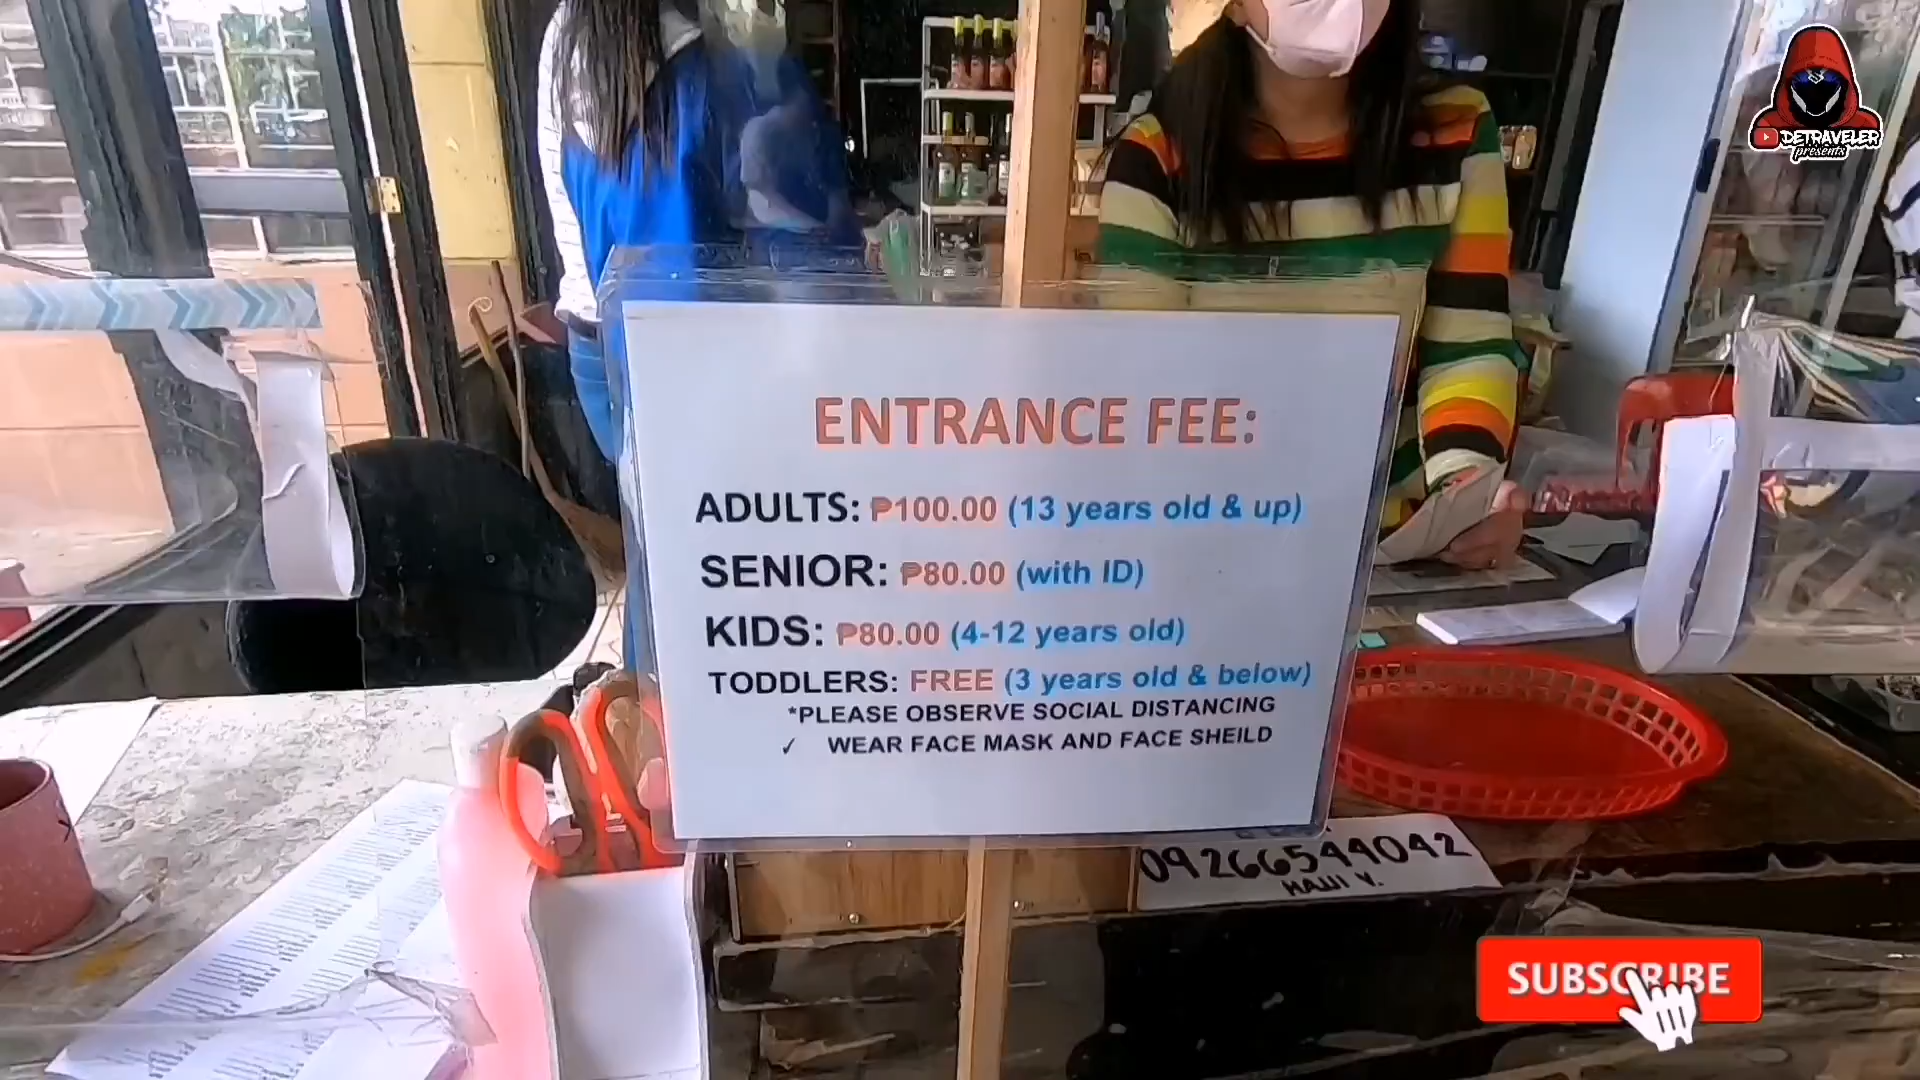 DETRAVELER
presents
ENTRANCE FEE:
ADULTS: ₱100.00 (13 years old & up)
SENIOR: ₱80.00 (with ID)
KIDS: ₱80.00 (4-12 years old)
TODDLERS: FREE (3 years old & below)
*PLEASE OBSERVE SOCIAL DISTANCING
✓ WEAR FACE MASK AND FACE SHEILD
09266544042
SUBSCRIBE